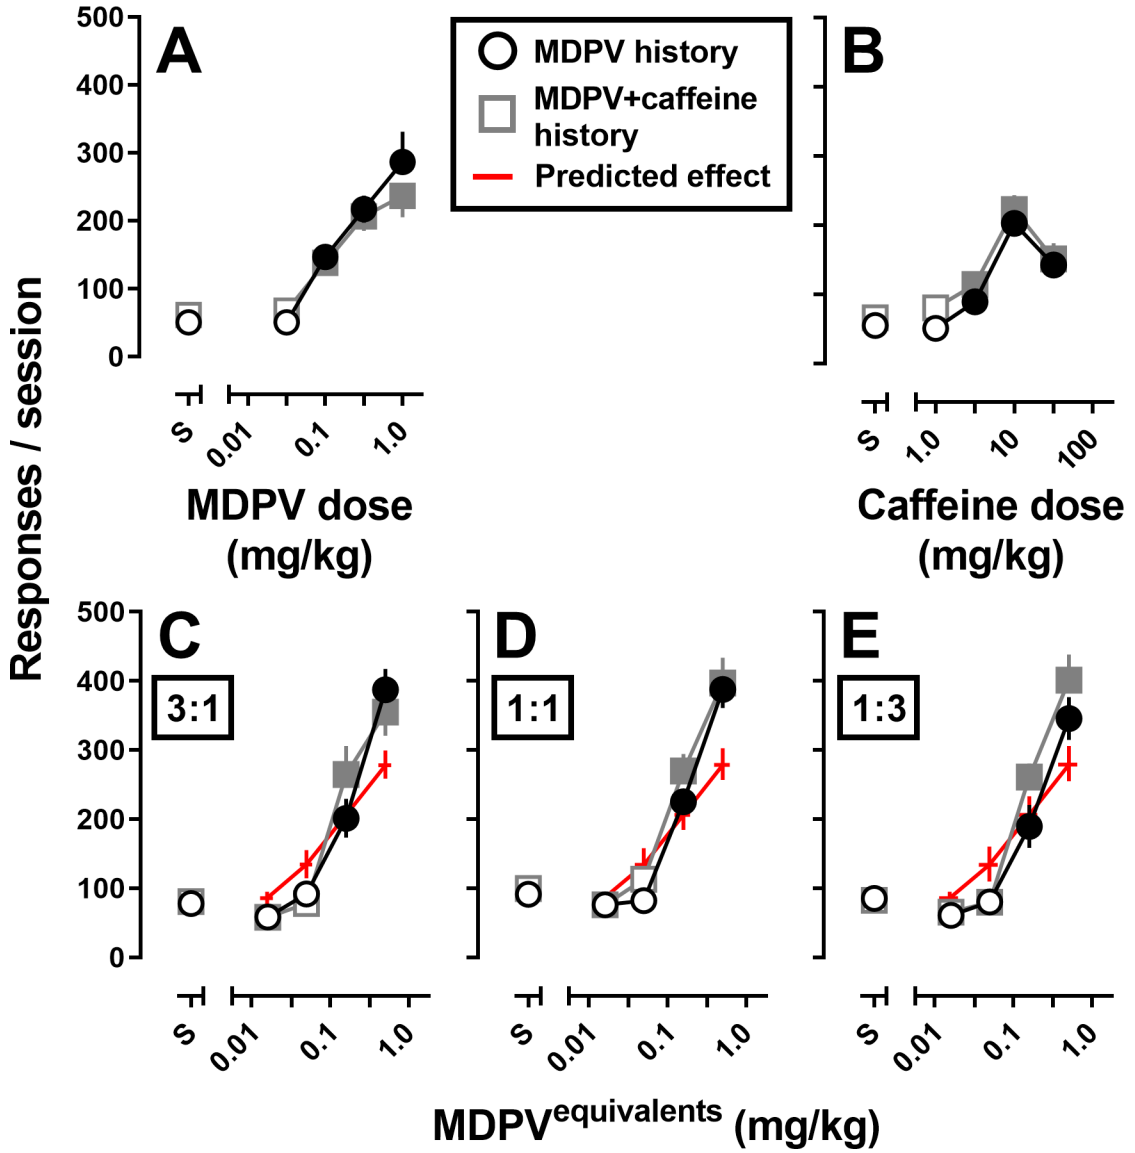 Responses / session
A
500
400
300
200
100
0
S
0.01
0.1
1.0
MDPV dose
(mg/kg)
MDPV history
MDPV+caffeine
history
Predicted effect
B
S
1.0
10
100
Caffeine dose
(mg/kg)
C
3:1
500
400
300
200
100
0
S
0.01
0.1
1.0
D
1:1
S
0.01
0.1
1.0
E
1:3
S
0.01
0.1
1.0
MDPVequivalents (mg/kg)